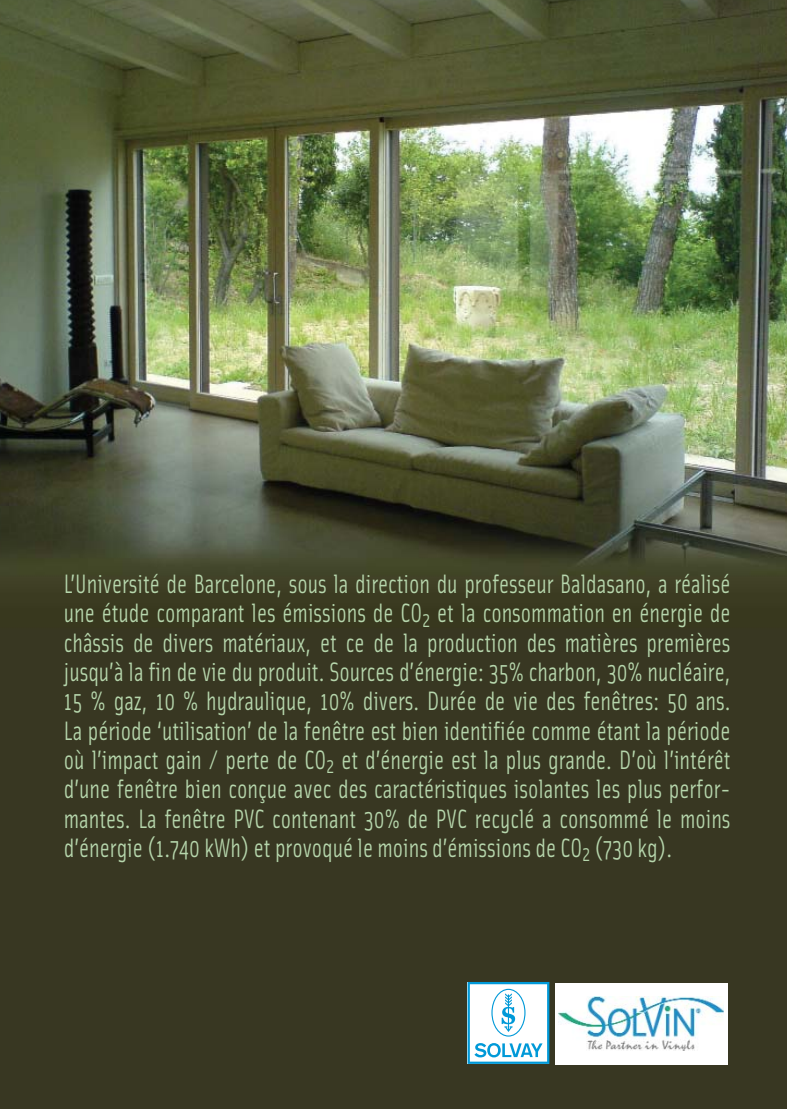 L'Université de Barcelone, sous la direction du professeur Baldasano, a réalisé
une étude comparant les émissions de CO₂ et la consommation en énergie de
châssis de divers matériaux, et ce de la production des matières premières
jusqu'à la fin de vie du produit. Sources d'énergie: 35% charbon, 30% nucléaire,
15 % gaz, 10 % hydraulique, 10% divers. Durée de vie des fenêtres: 50 ans.
La période 'utilisation' de la fenêtre est bien identifiée comme étant la période
où l'impact gain / perte de CO₂ et d'énergie est la plus grande. D'où l'intérêt
d'une fenêtre bien conçue avec des caractéristiques isolantes les plus perfor-
mantes. La fenêtre PVC contenant 30% de PVC recyclé a consommé le moins
d'énergie (1.740 kWh) et provoqué le moins d'émissions de CO₂ (730 kg).
S
SOLVAY
SOLVIN®
The Partner in Vinyls